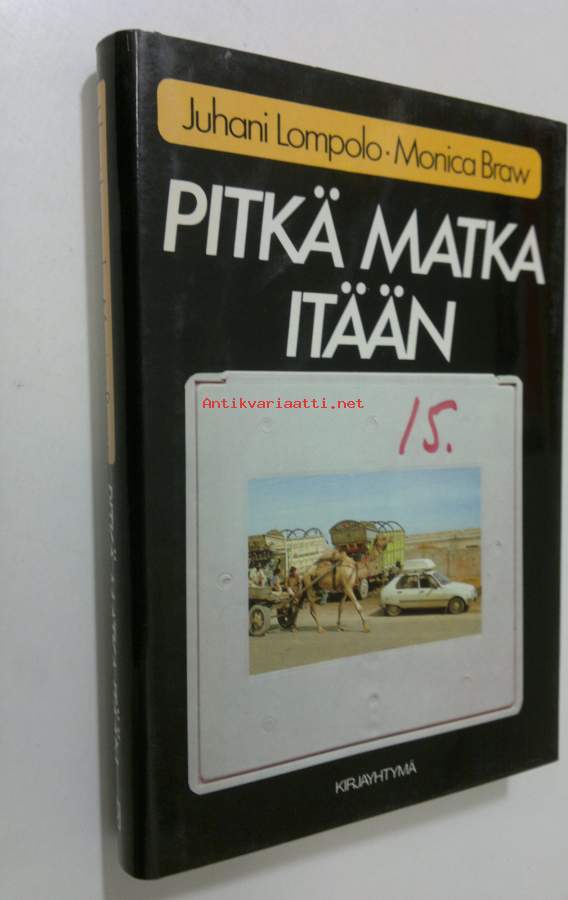 Juhani Lompolo · Monica Braw
PITKÄ MATKA
ITÄÄN
Antikvariaatti.net
15.
KIRJAYHTYMÄ